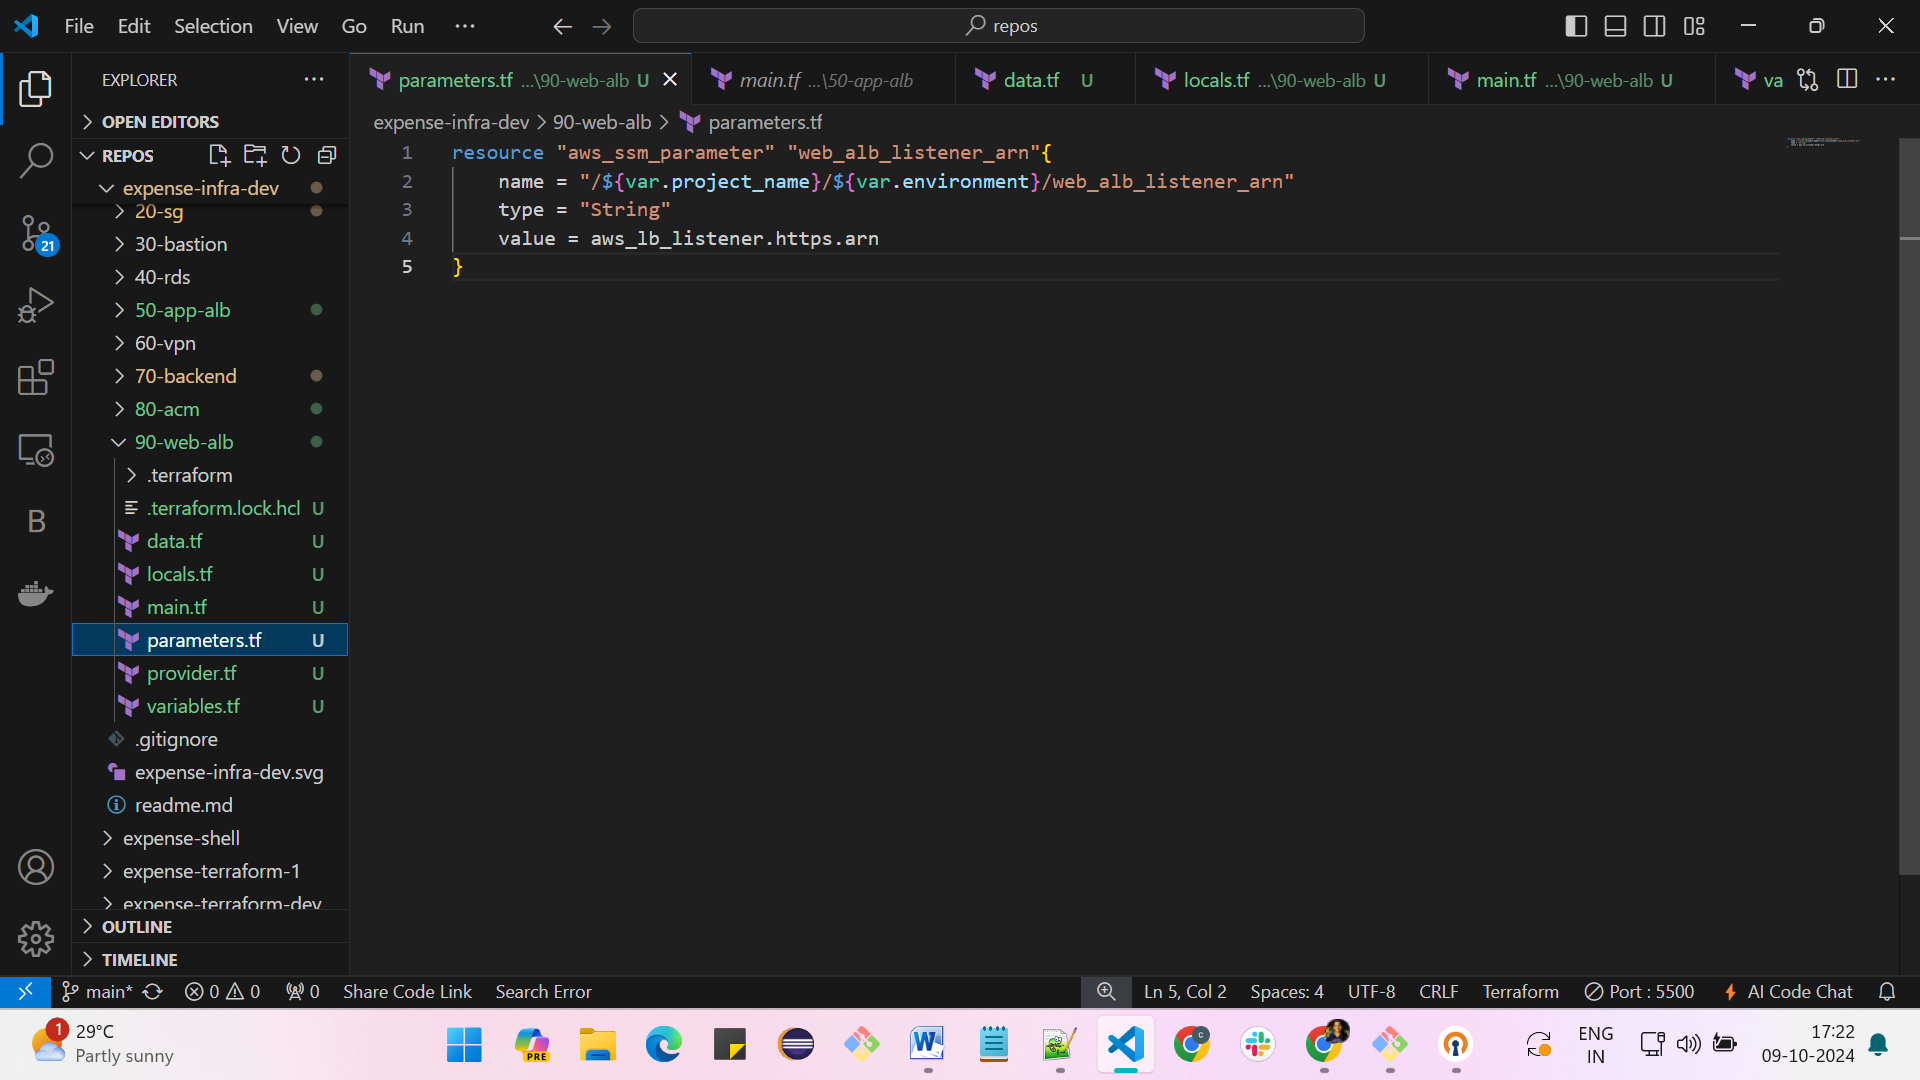 File Edit Selection View Go Run ··· repos
EXPLORER ···
OPEN EDITORS
REPOS
expense-infra-dev
20-sg
30-bastion
40-rds
50-app-alb
60-vpn
70-backend
80-acm
90-web-alb
.terraform
.terraform.lock.hcl U
data.tf U
locals.tf U
main.tf U
parameters.tf U
provider.tf U
variables.tf U
.gitignore
expense-infra-dev.svg
readme.md
expense-shell
expense-terraform-1
expense-terraform-dev
OUTLINE
TIMELINE
21
B
parameters.tf ...\90-web-alb U main.tf ...\50-app-alb data.tf U locals.tf ...\90-web-alb U main.tf ...\90-web-alb U va ···
expense-infra-dev > 90-web-alb > parameters.tf
1 resource "aws_ssm_parameter" "web_alb_listener_arn"{
2 name = "/${var.project_name}/${var.environment}/web_alb_listener_arn"
3 type = "String"
4 value = aws_lb_listener.https.arn
5 }
main* 0 0 0 Share Code Link Search Error Ln 5, Col 2 Spaces: 4 UTF-8 CRLF Terraform Port : 5500 AI Code Chat
1 29°C
Partly sunny
PRE
W
c
ENG
IN
17:22
09-10-2024